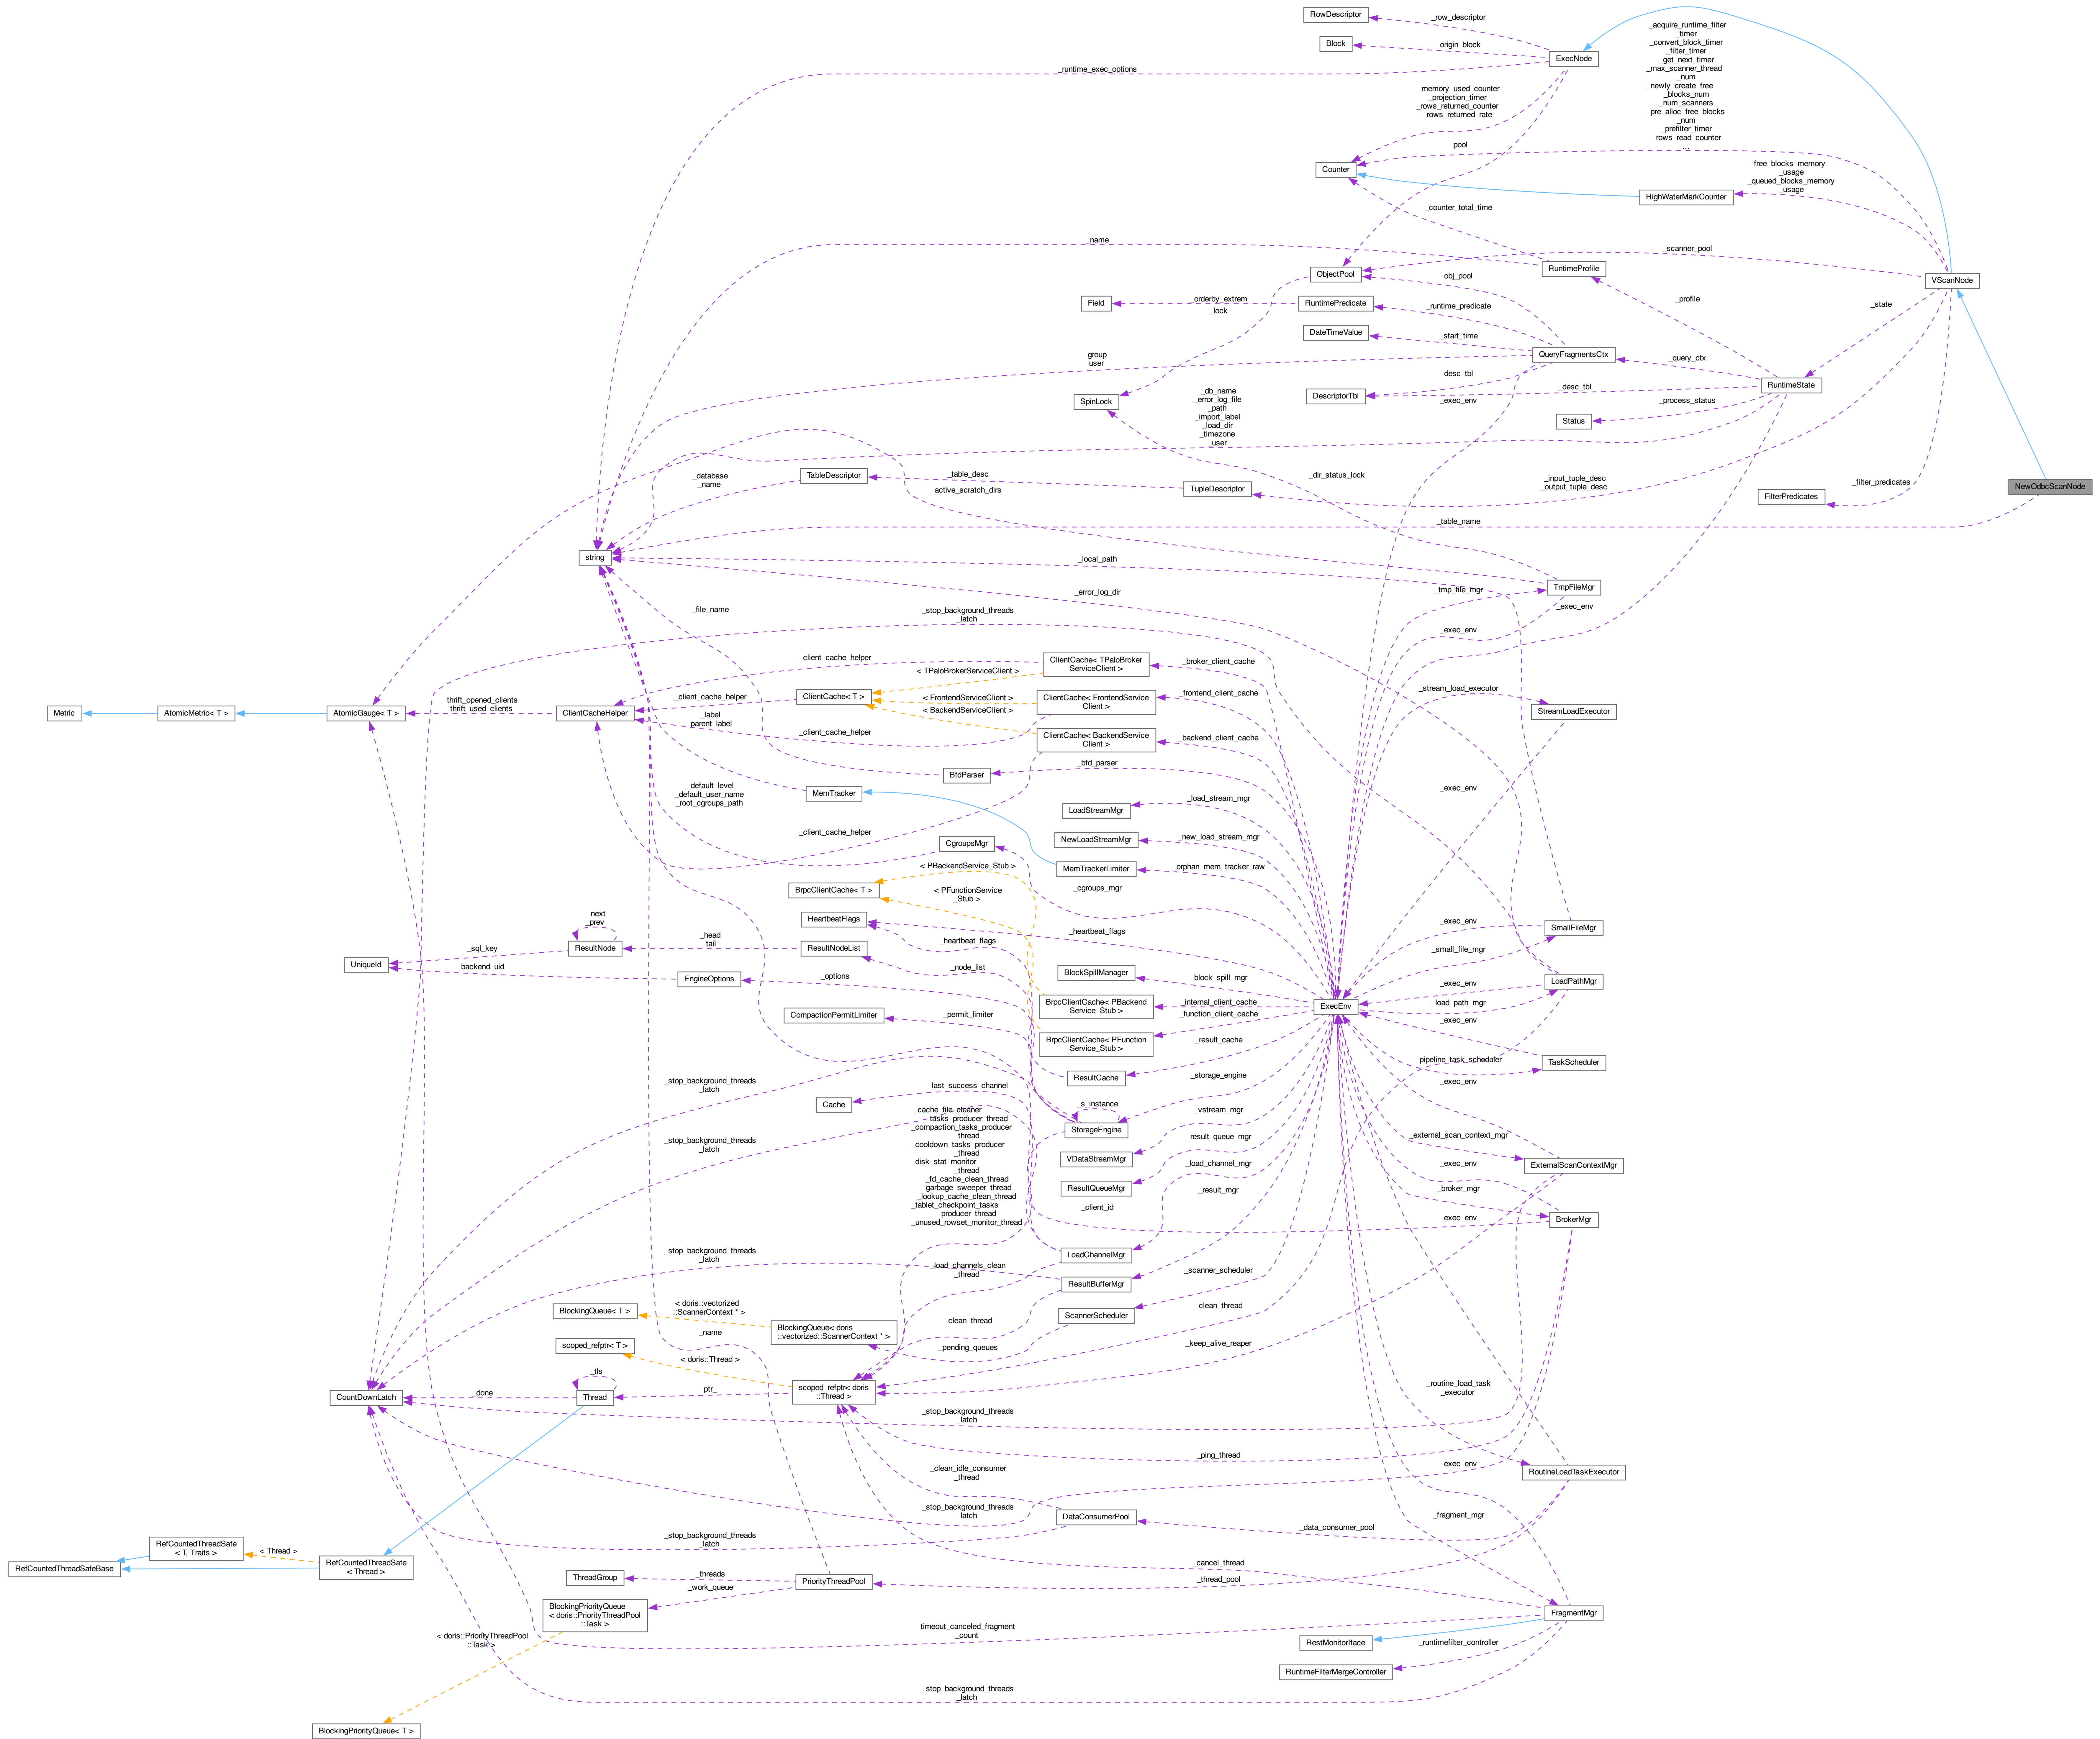 RowDescriptor
_row_descriptor
Block
_origin_block
ExecNode
_acquire_runtime_filter
_timer
_convert_block_timer
_filter_timer
_get_next_timer
_max_scanner_thread
_num
_newly_create_free
_blocks_num
_num_scanners
_pre_alloc_free_blocks
_num
_prefilter_timer
_rows_read_counter
...
_runtime_exec_options
_memory_used_counter
_projection_timer
_rows_returned_counter
_rows_returned_rate
_pool
Counter
_free_blocks_memory
_usage
_queued_blocks_memory
_usage
HighWaterMarkCounter
_counter_total_time
_name
_scanner_pool
ObjectPool
obj_pool
RuntimeProfile
VScanNode
Field
_orderby_extrem
RuntimePredicate
_runtime_predicate
_profile
_state
_lock
DateTimeValue
_start_time
group
user
QueryFragmentsCtx
_query_ctx
desc_tbl
RuntimeState
DescriptorTbl
_desc_tbl
SpinLock
_db_name
_error_log_file
_path
_import_label
_load_dir
_timezone
_user
_exec_env
_process_status
Status
_database
_name
TableDescriptor
_table_desc
_dir_status_lock
_input_tuple_desc
_output_tuple_desc
_filter_predicates
NewOdbcScanNode
active_scratch_dirs
TupleDescriptor
FilterPredicates
_table_name
string
_local_path
_error_log_dir
_tmp_file_mgr
TmpFileMgr
_file_name
_stop_background_threads
_latch
_exec_env
_exec_env
_client_cache_helper
ClientCache< TPaloBroker
ServiceClient >
_broker_client_cache
< TPaloBrokerServiceClient >
_stream_load_executor
Metric
AtomicMetric< T >
AtomicGauge< T >
thrift_opened_clients
thrift_used_clients
ClientCacheHelper
_client_cache_helper
ClientCache< T >
< FrontendServiceClient >
< BackendServiceClient >
ClientCache< FrontendService
Client >
_frontend_client_cache
StreamLoadExecutor
_label
_parent_label
_client_cache_helper
ClientCache< BackendService
Client >
_backend_client_cache
BfdParser
_bfd_parser
_default_level
_default_user_name
_root_cgroups_path
MemTracker
_exec_env
LoadStreamMgr
_load_stream_mgr
_client_cache_helper
CgroupsMgr
NewLoadStreamMgr
_new_load_stream_mgr
< PBackendService_Stub >
MemTrackerLimiter
_orphan_mem_tracker_raw
BrpcClientCache< T >
< PFunctionService
_Stub >
_cgroups_mgr
_next
_prev
HeartbeatFlags
_heartbeat_flags
_exec_env
SmallFileMgr
_sql_key
ResultNode
_head
_tail
ResultNodeList
_heartbeat_flags
_small_file_mgr
UniqueId
backend_uid
EngineOptions
_options
_node_list
BlockSpillManager
_block_spill_mgr
_exec_env
LoadPathMgr
BrpcClientCache< PBackend
Service_Stub >
_internal_client_cache
ExecEnv
_load_path_mgr
CompactionPermitLimiter
_permit_limiter
_function_client_cache
_exec_env
BrpcClientCache< PFunction
Service_Stub >
_result_cache
_pipeline_task_scheduler
TaskScheduler
_stop_background_threads
_latch
_last_success_channel
ResultCache
_storage_engine
_exec_env
Cache
_s_instance
StorageEngine
_vstream_mgr
_cache_file_cleaner
_tasks_producer_thread
_compaction_tasks_producer
_thread
_cooldown_tasks_producer
_thread
_disk_stat_monitor
_thread
_fd_cache_clean_thread
_garbage_sweeper_thread
_lookup_cache_clean_thread
_tablet_checkpoint_tasks
_producer_thread
_unused_rowset_monitor_thread
_stop_background_threads
_latch
VDataStreamMgr
_result_queue_mgr
_external_scan_context_mgr
ExternalScanContextMgr
ResultQueueMgr
_load_channel_mgr
_exec_env
_result_mgr
_broker_mgr
_client_id
_exec_env
BrokerMgr
_stop_background_threads
_latch
_load_channels_clean
_thread
LoadChannelMgr
ResultBufferMgr
_scanner_scheduler
BlockingQueue< T >
< doris::vectorized
::ScannerContext * >
BlockingQueue< doris
::vectorized::ScannerContext * >
_clean_thread
ScannerScheduler
_clean_thread
_name
scoped_refptr< T >
_pending_queues
_keep_alive_reaper
< doris::Thread >
_tls
CountDownLatch
_done
Thread
ptr_
scoped_refptr< doris
::Thread >
_routine_load_task
_executor
_stop_background_threads
_latch
_ping_thread
_clean_idle_consumer
_thread
_exec_env
RoutineLoadTaskExecutor
_stop_background_threads
_latch
DataConsumerPool
_fragment_mgr
_data_consumer_pool
_stop_background_threads
_latch
RefCountedThreadSafe
< T, Traits >
< Thread >
RefCountedThreadSafeBase
RefCountedThreadSafe
< Thread >
_cancel_thread
ThreadGroup
_threads
PriorityThreadPool
_thread_pool
_work_queue
BlockingPriorityQueue
< doris::PriorityThreadPool
::Task >
FragmentMgr
timeout_canceled_fragment
_count
< doris::PriorityThreadPool
::Task >
RestMonitorIface
_runtimefilter_controller
RuntimeFilterMergeController
_stop_background_threads
_latch
BlockingPriorityQueue< T >